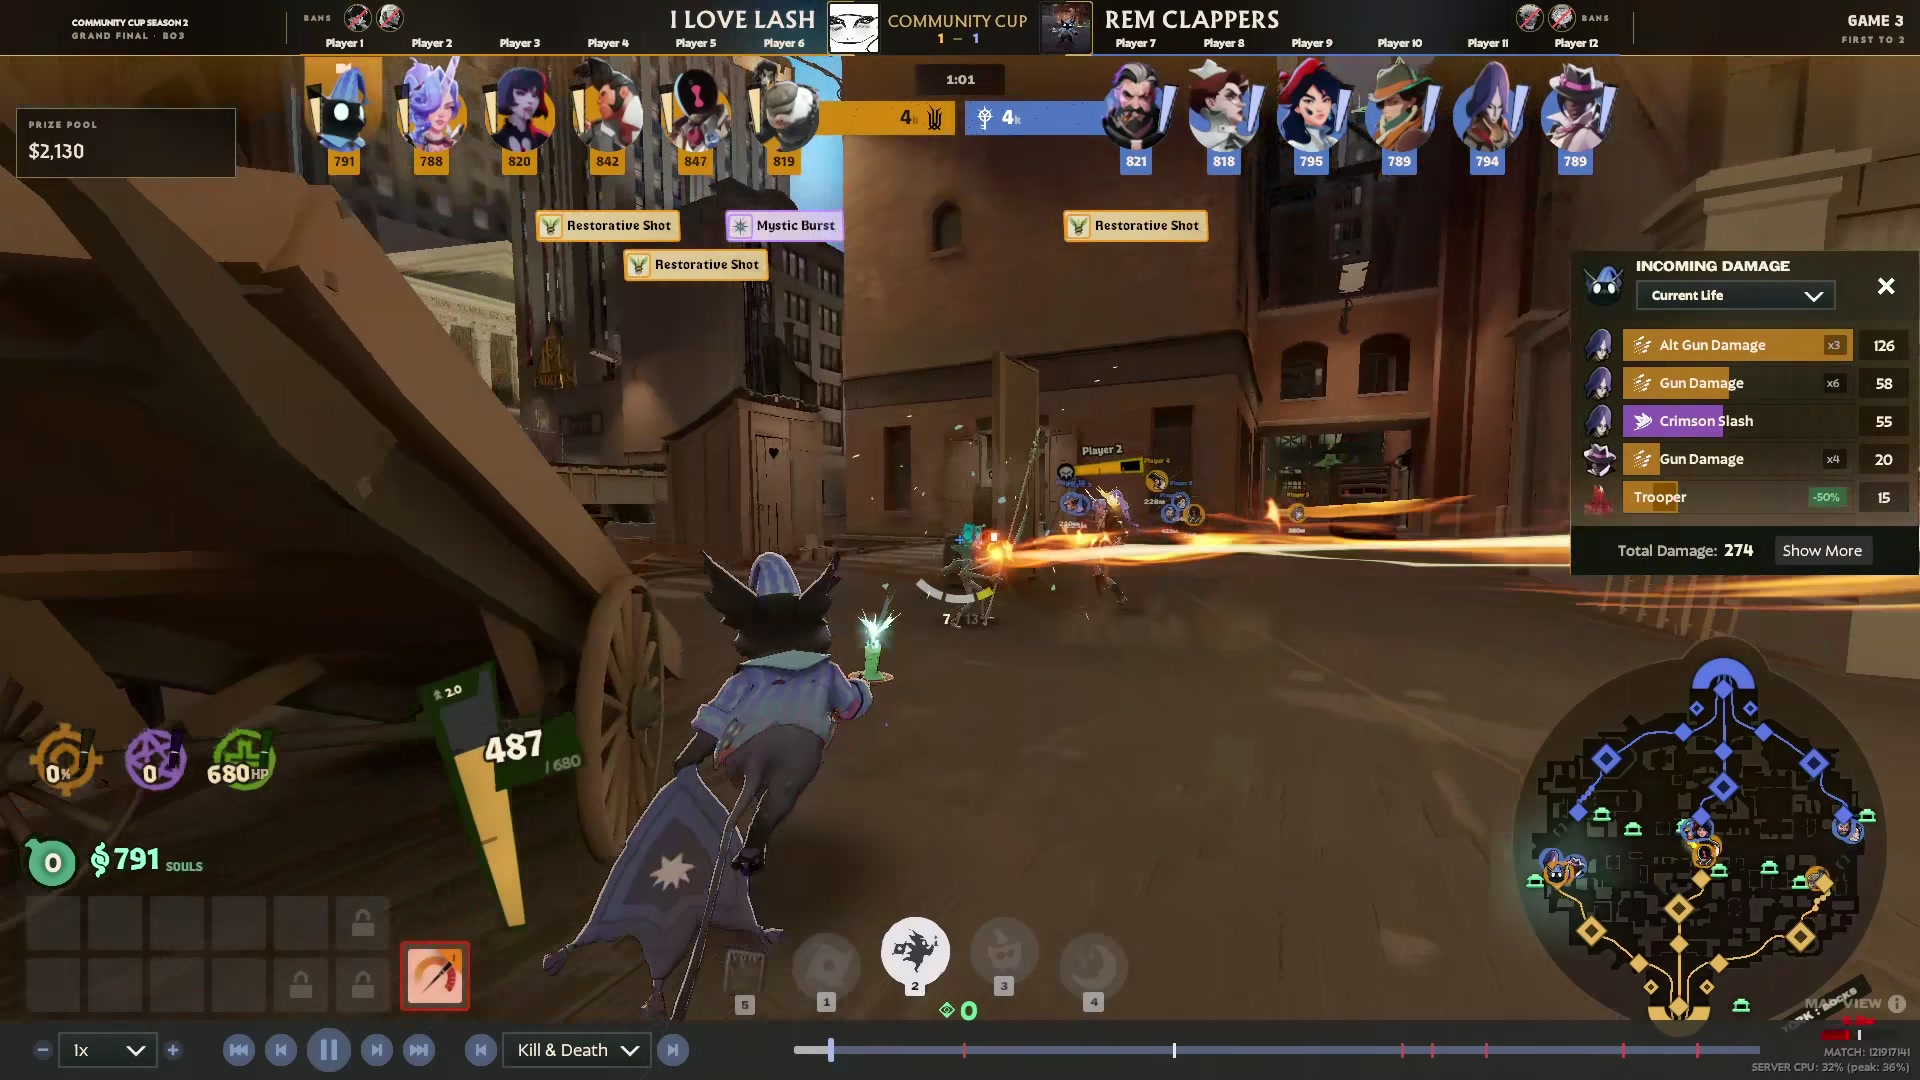 COMMUNITY CUP SEASON 2
GRAND FINAL · BO3
BANS
I LOVE LASH
COMMUNITY CUP
1 – 1
REM CLAPPERS
BANS
GAME 3
FIRST TO 2
Player 1
Player 2
Player 3
Player 4
Player 5
Player 6
Player 7
Player 8
Player 9
Player 10
Player 11
Player 12
1:01
4k
4k
PRIZE POOL
$2,130
791
788
820
842
847
819
821
818
795
789
794
789
Restorative Shot
Mystic Burst
Restorative Shot
Restorative Shot
INCOMING DAMAGE
Current Life
Alt Gun Damage x3 126
Gun Damage x6 58
Crimson Slash 55
Gun Damage x4 20
Trooper -50% 15
Total Damage: 274
Show More
Player 2
2.0
487
/ 680
0%
0
680HP
0
791 SOULS
5
1
2
3
4
0
1x
Kill & Death
MATCH: 121917141
SERVER CPU: 32% (peak: 36%)